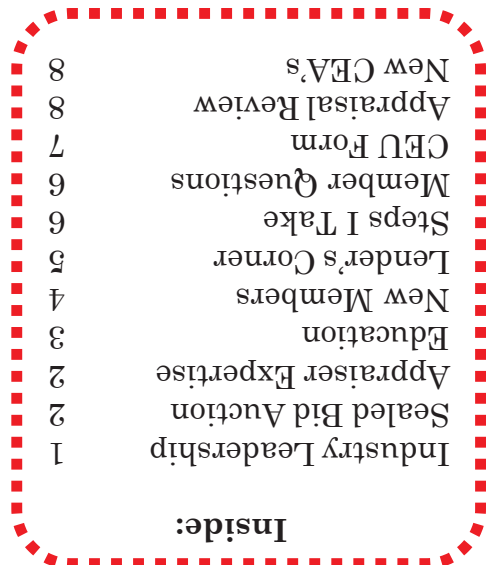 Inside:
Industry Leadership 1
Sealed Bid Auction 2
Appraiser Expertise 2
Education 3
New Members 4
Lender's Corner 5
Steps I Take 6
Member Questions 6
CEU Form 7
Appraisal Review 8
New CEA's 8